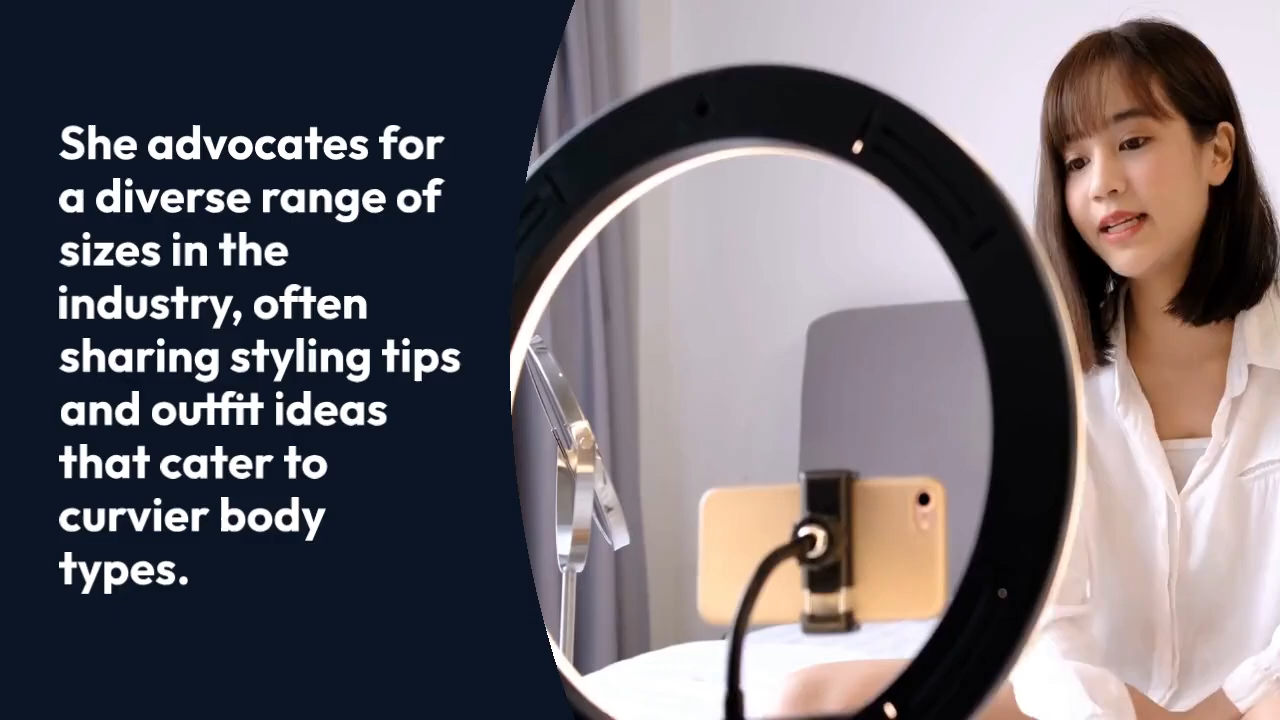 She advocates for
a diverse range of
sizes in the
industry, often
sharing styling tips
and outfit ideas
that cater to
curvier body
types.